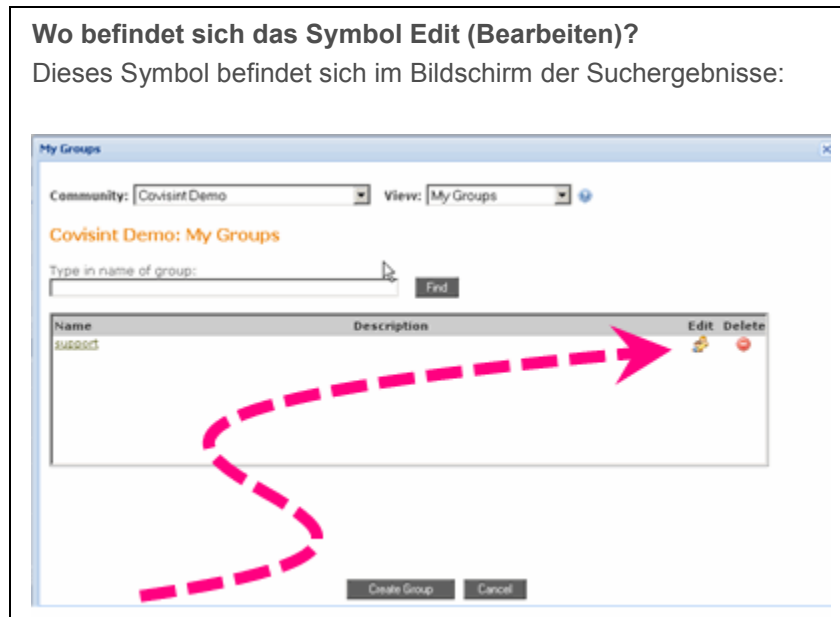 Wo befindet sich das Symbol Edit (Bearbeiten)?
Dieses Symbol befindet sich im Bildschirm der Suchergebnisse:
My Groups
Community: Covisint Demo View: My Groups
Covisint Demo: My Groups
Type in name of group:
Find
Name Description Edit Delete
support
Create Group Cancel